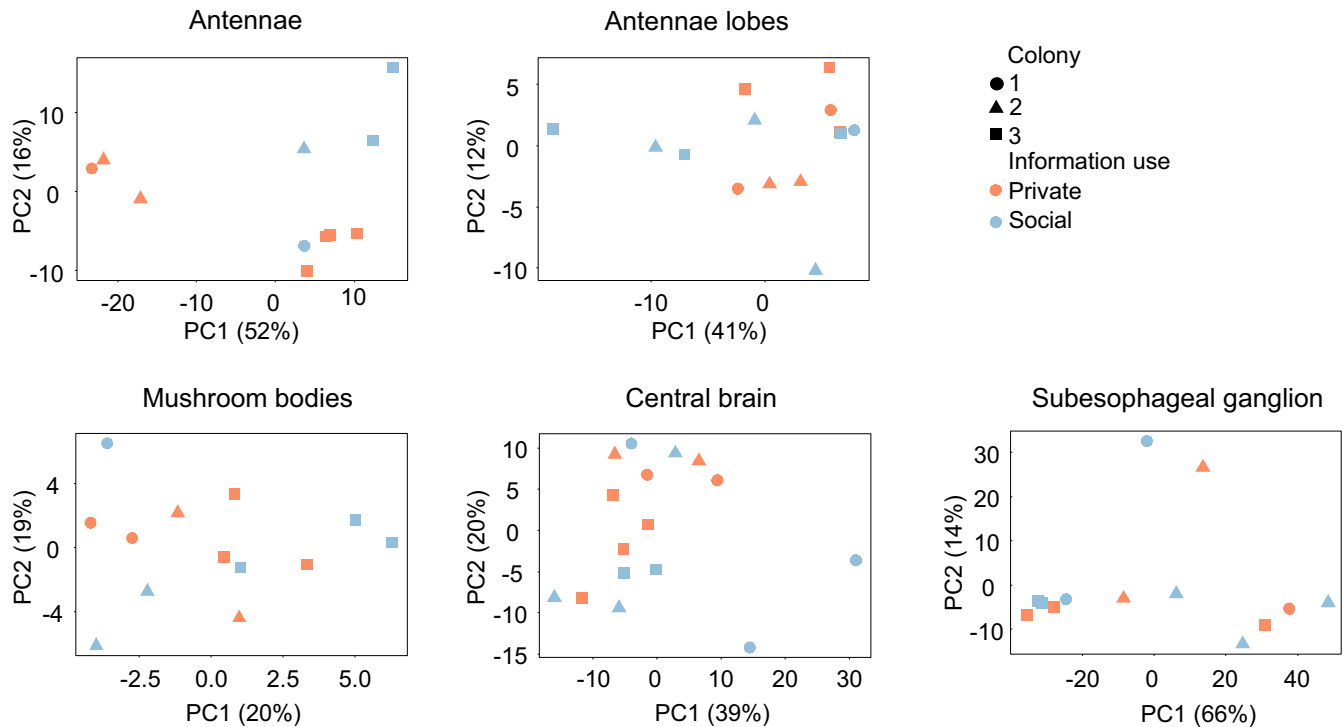 Antennae
10
0
-10
PC2 (16%)
-20
-10
0
10
PC1 (52%)
Antennae lobes
5
0
-5
-10
PC2 (12%)
-10
0
PC1 (41%)
Colony
1
2
3
Information use
Private
Social
Mushroom bodies
4
0
-4
PC2 (19%)
-2.5
0.0
2.5
5.0
PC1 (20%)
Central brain
10
5
0
-5
-10
-15
PC2 (20%)
-10
0
10
20
30
PC1 (39%)
Subesophageal ganglion
30
20
10
0
-10
PC2 (14%)
-20
0
20
40
PC1 (66%)